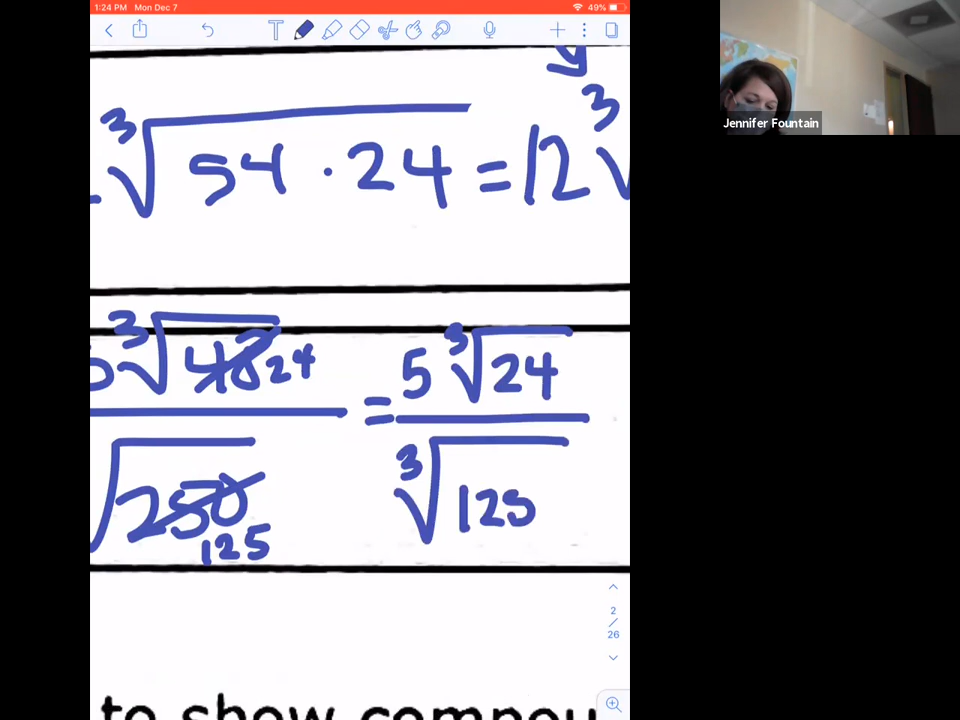 1:24 PM Mon Dec 7 49%
T
y
3√54 · 24 = 12 3√
3√48 24 = 5 3√24
√250 125 3√125
2
/
26
to show compou
Jennifer Fountain